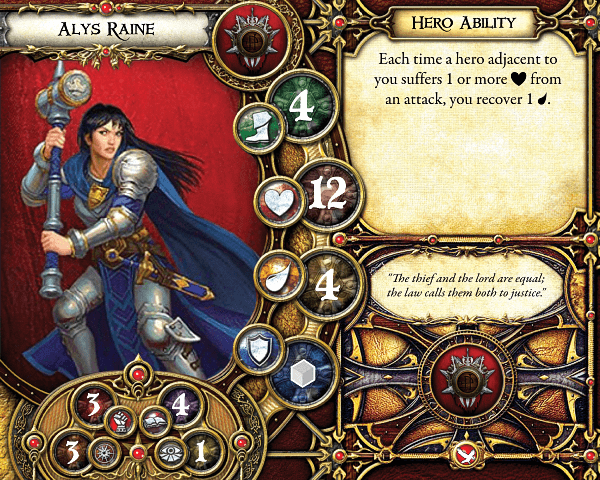 Alys Raine
4
12
4
3
4
3
1
Hero Ability
Each time a hero adjacent to
you suffers 1 or more from
an attack, you recover 1 .
"The thief and the lord are equal;
the law calls them both to justice."